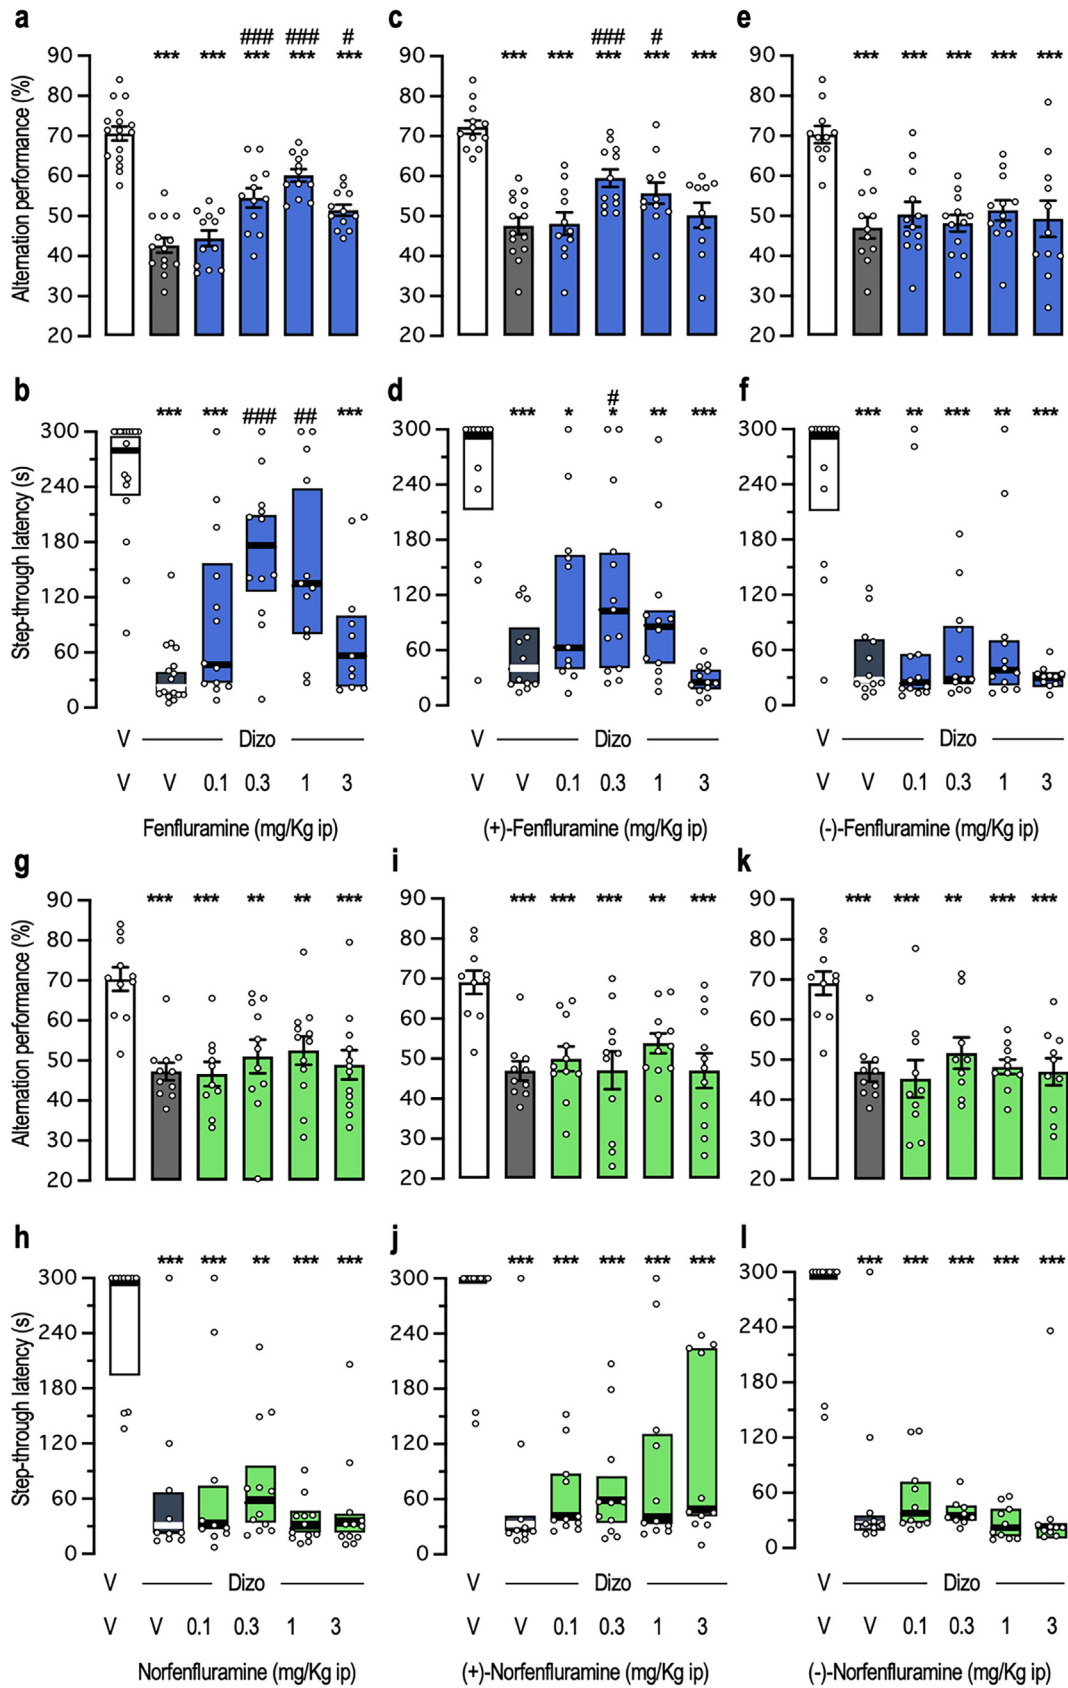 a c e
### ### # ### #
*** *** *** *** *** *** *** *** *** *** *** *** *** *** ***
Alternation performance (%)
90 90 90
80 80 80
70 70 70
60 60 60
50 50 50
40 40 40
30 30 30
20 20 20
b d f
#
*** *** ### ## *** *** * * ** *** *** ** *** ** ***
Step-through latency (s)
300 300 300
240 240 240
180 180 180
120 120 120
60 60 60
0 0 0
V Dizo V Dizo V Dizo
V V 0.1 0.3 1 3 V V 0.1 0.3 1 3 V V 0.1 0.3 1 3
Fenfluramine (mg/Kg ip) (+)-Fenfluramine (mg/Kg ip) (-)-Fenfluramine (mg/Kg ip)
g i k
*** *** ** ** *** *** *** *** ** *** *** *** ** *** ***
Alternation performance (%)
90 90 90
80 80 80
70 70 70
60 60 60
50 50 50
40 40 40
30 30 30
20 20 20
h j l
*** *** ** *** *** *** *** *** *** *** *** *** *** *** ***
Step-through latency (s)
300 300 300
240 240 240
180 180 180
120 120 120
60 60 60
0 0 0
V Dizo V Dizo V Dizo
V V 0.1 0.3 1 3 V V 0.1 0.3 1 3 V V 0.1 0.3 1 3
Norfenfluramine (mg/Kg ip) (+)-Norfenfluramine (mg/Kg ip) (-)-Norfenfluramine (mg/Kg ip)